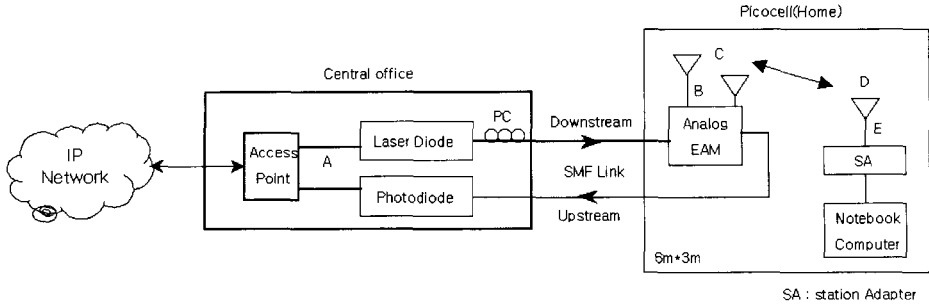 Picocell(Home)
Central office
IP
Network
Access
Point
A
Laser Diode
Photodiode
PC
Downstream
SMF Link
Upstream
B
C
Analog
EAM
D
E
SA
Notebook
Computer
6m*3m
SA : station Adapter